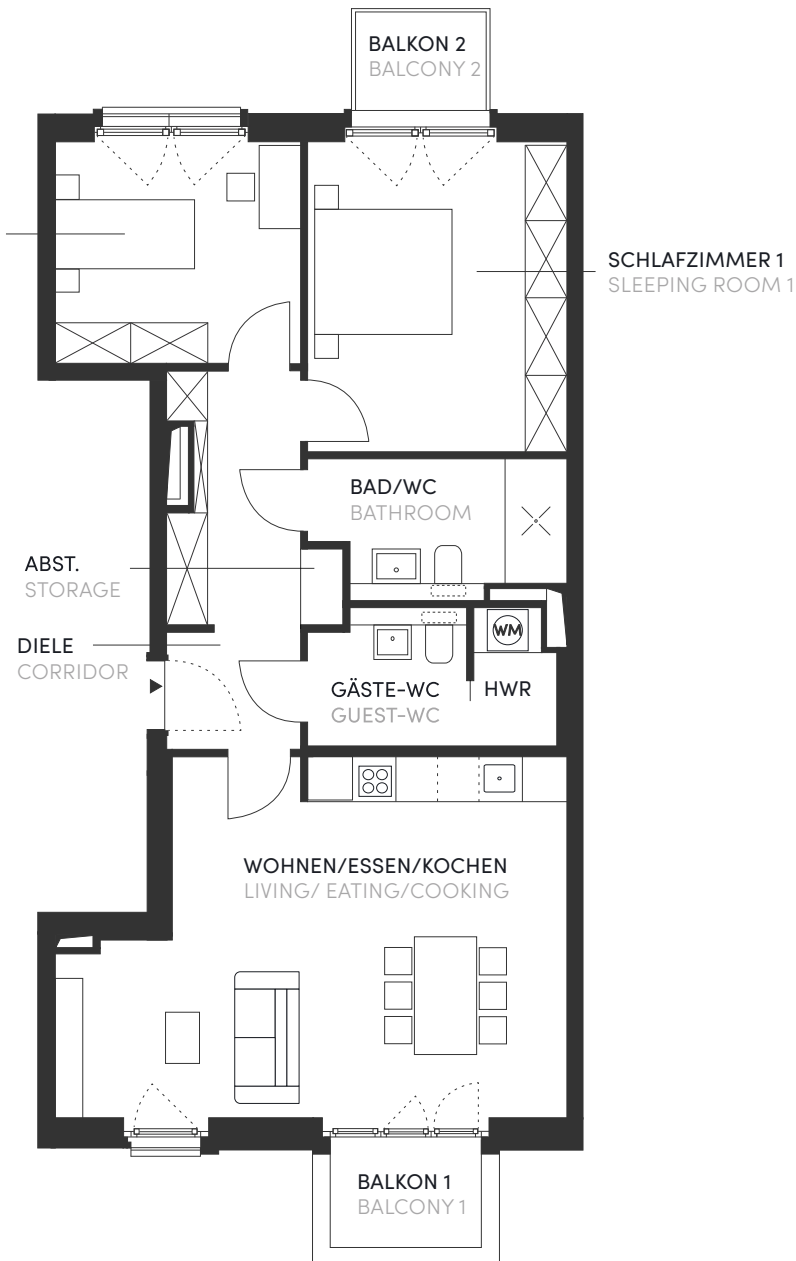 BALKON 2
BALCONY 2
SCHLAFZIMMER 1
SLEEPING ROOM 1
BAD/WC
BATHROOM
ABST.
STORAGE
DIELE
CORRIDOR
WM
GÄSTE-WC
GUEST-WC
HWR
WOHNEN/ESSEN/KOCHEN
LIVING/ EATING/COOKING
BALKON 1
BALCONY 1